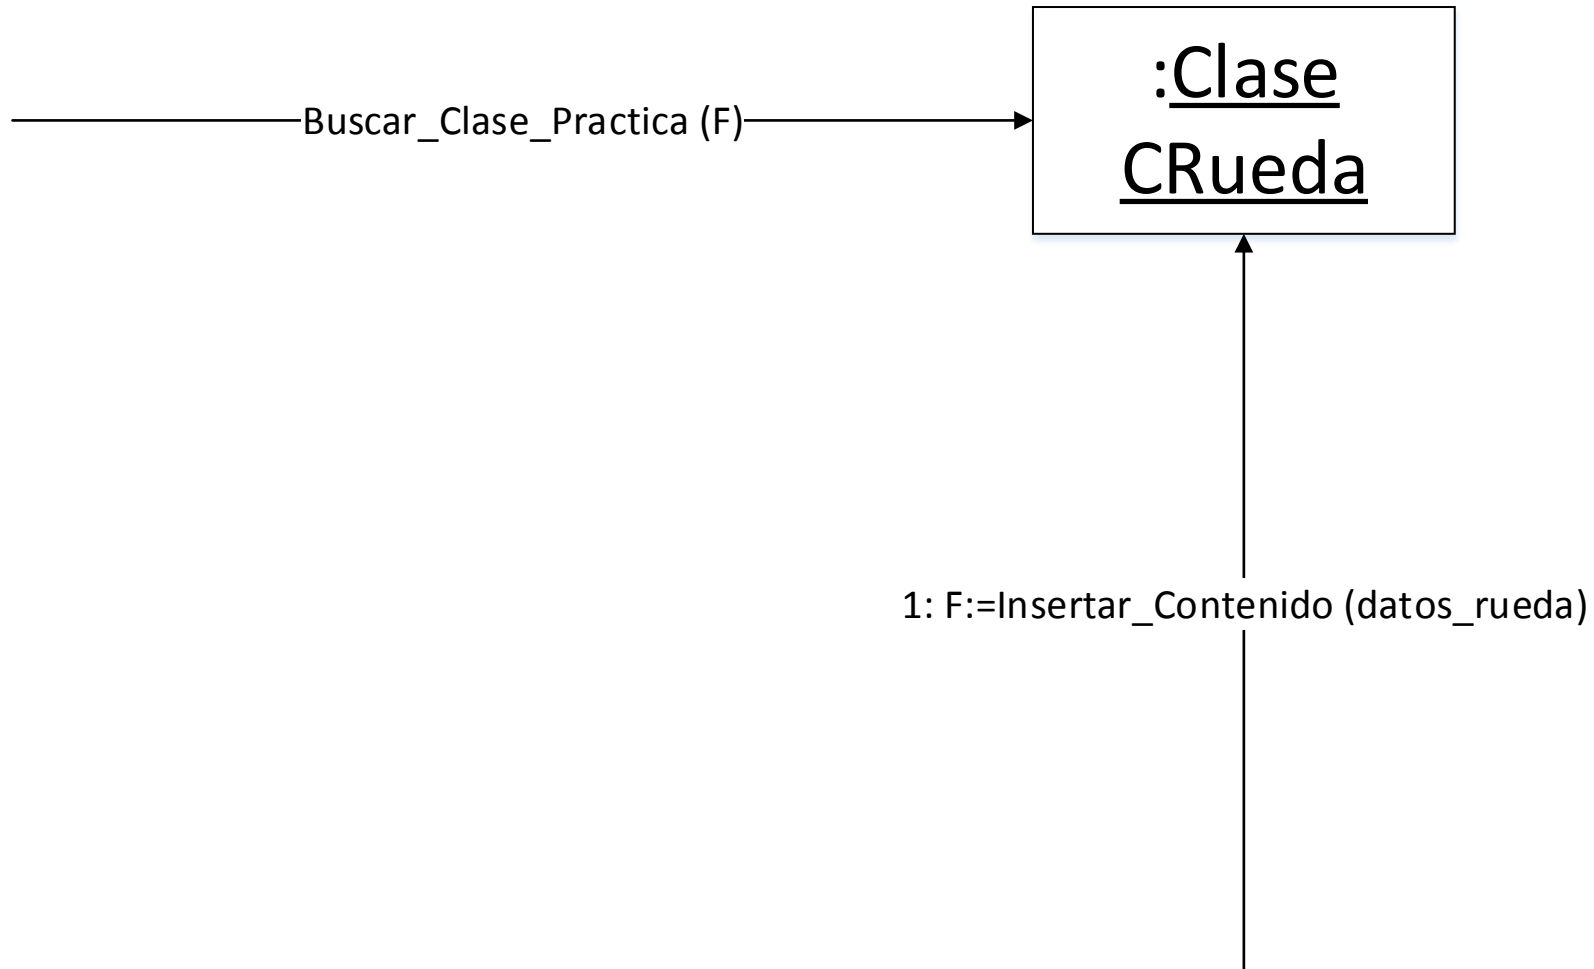 :Clase
CRueda
Buscar_Clase_Practica (F)
1: F:=Insertar_Contenido (datos_rueda)